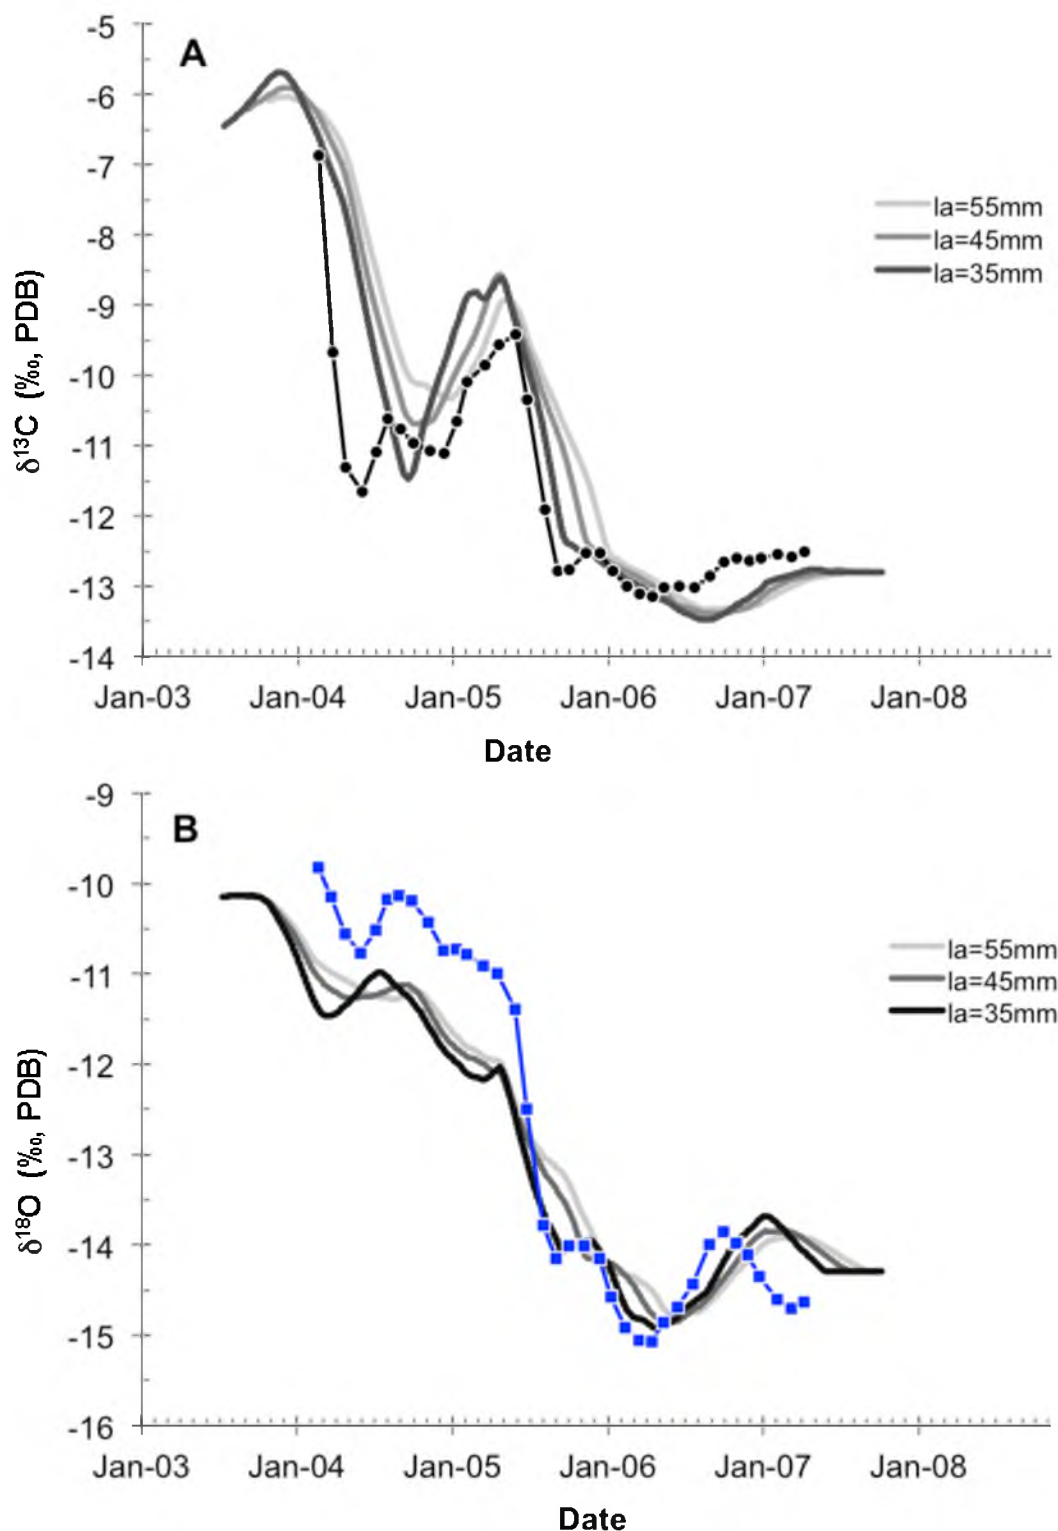 A
-5
-6
-7
-8
-9
-10
-11
-12
-13
-14
δ13C (‰, PDB)
la=55mm
la=45mm
la=35mm
Jan-03 Jan-04 Jan-05 Jan-06 Jan-07 Jan-08
Date
B
-9
-10
-11
-12
-13
-14
-15
-16
δ18O (‰, PDB)
la=55mm
la=45mm
la=35mm
Jan-03 Jan-04 Jan-05 Jan-06 Jan-07 Jan-08
Date